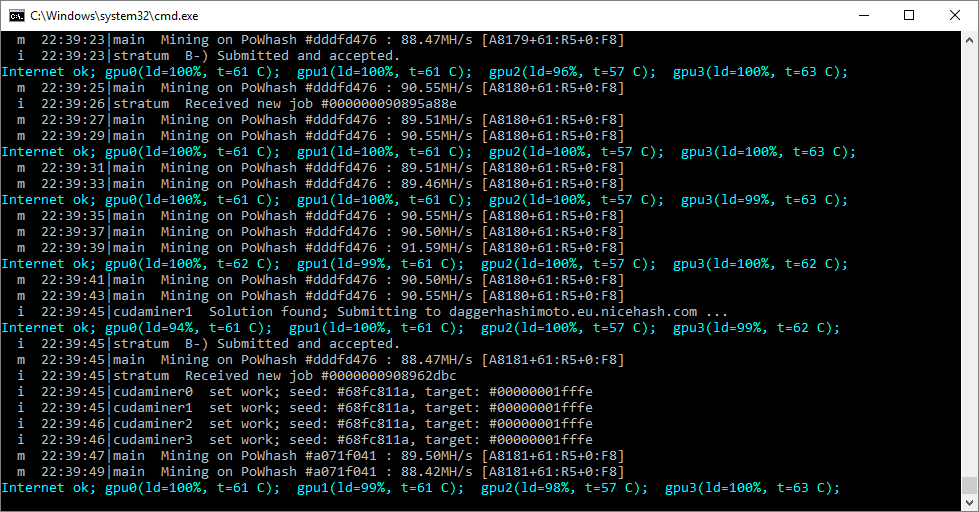 C:\Windows\system32\cmd.exe
m  22:39:23|main  Mining on PoWhash #dddfd476 : 88.47MH/s [A8179+61:R5+0:F8]
i  22:39:23|stratum  B-) Submitted and accepted.
Internet ok; gpu0(ld=100%, t=61 C);  gpu1(ld=100%, t=61 C);  gpu2(ld=96%, t=57 C);  gpu3(ld=100%, t=63 C);
m  22:39:25|main  Mining on PoWhash #dddfd476 : 90.55MH/s [A8180+61:R5+0:F8]
i  22:39:26|stratum  Received new job #000000090895a88e
m  22:39:27|main  Mining on PoWhash #dddfd476 : 89.51MH/s [A8180+61:R5+0:F8]
m  22:39:29|main  Mining on PoWhash #dddfd476 : 90.55MH/s [A8180+61:R5+0:F8]
Internet ok; gpu0(ld=100%, t=61 C);  gpu1(ld=100%, t=61 C);  gpu2(ld=100%, t=57 C);  gpu3(ld=100%, t=63 C);
m  22:39:31|main  Mining on PoWhash #dddfd476 : 89.51MH/s [A8180+61:R5+0:F8]
m  22:39:33|main  Mining on PoWhash #dddfd476 : 89.46MH/s [A8180+61:R5+0:F8]
Internet ok; gpu0(ld=100%, t=61 C);  gpu1(ld=100%, t=61 C);  gpu2(ld=100%, t=57 C);  gpu3(ld=99%, t=63 C);
m  22:39:35|main  Mining on PoWhash #dddfd476 : 90.55MH/s [A8180+61:R5+0:F8]
m  22:39:37|main  Mining on PoWhash #dddfd476 : 90.50MH/s [A8180+61:R5+0:F8]
m  22:39:39|main  Mining on PoWhash #dddfd476 : 91.59MH/s [A8180+61:R5+0:F8]
Internet ok; gpu0(ld=100%, t=62 C);  gpu1(ld=99%, t=61 C);  gpu2(ld=100%, t=57 C);  gpu3(ld=100%, t=62 C);
m  22:39:41|main  Mining on PoWhash #dddfd476 : 90.50MH/s [A8180+61:R5+0:F8]
m  22:39:43|main  Mining on PoWhash #dddfd476 : 90.55MH/s [A8180+61:R5+0:F8]
i  22:39:45|cudaminer1  Solution found; Submitting to daggerhashimoto.eu.nicehash.com ...
Internet ok; gpu0(ld=94%, t=61 C);  gpu1(ld=100%, t=61 C);  gpu2(ld=100%, t=57 C);  gpu3(ld=99%, t=62 C);
i  22:39:45|stratum  B-) Submitted and accepted.
m  22:39:45|main  Mining on PoWhash #dddfd476 : 88.47MH/s [A8181+61:R5+0:F8]
i  22:39:45|stratum  Received new job #0000000908962dbc
i  22:39:45|cudaminer0  set work; seed: #68fc811a, target: #00000001fffe
i  22:39:45|cudaminer1  set work; seed: #68fc811a, target: #00000001fffe
i  22:39:46|cudaminer2  set work; seed: #68fc811a, target: #00000001fffe
i  22:39:46|cudaminer3  set work; seed: #68fc811a, target: #00000001fffe
m  22:39:47|main  Mining on PoWhash #a071f041 : 89.50MH/s [A8181+61:R5+0:F8]
m  22:39:49|main  Mining on PoWhash #a071f041 : 88.42MH/s [A8181+61:R5+0:F8]
Internet ok; gpu0(ld=100%, t=61 C);  gpu1(ld=99%, t=61 C);  gpu2(ld=98%, t=57 C);  gpu3(ld=100%, t=63 C);